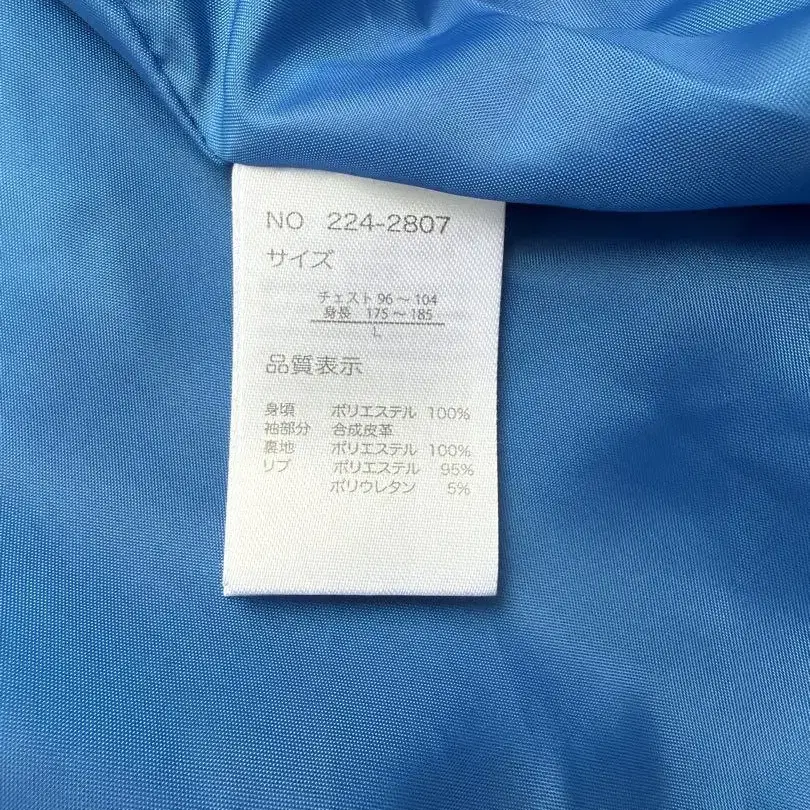 NO 224-2807
サイズ
チェスト 96～104
身長 175～185
L
品質表示
身頃 ポリエステル 100%
袖部分 合成皮革
裏地 ポリエステル 100%
リブ ポリエステル 95%
ポリウレタン 5%